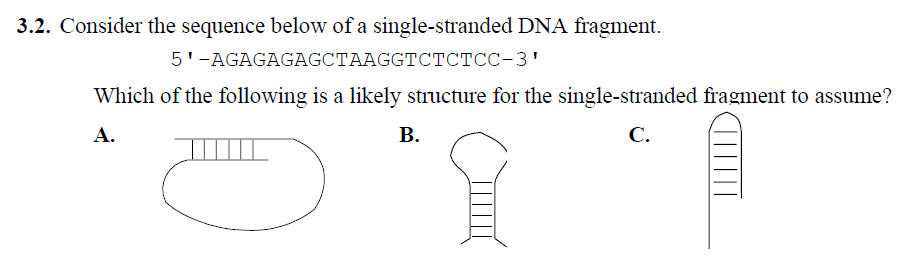 3.2. Consider the sequence below of a single-stranded DNA fragment.
5'-AGAGAGAGCTAAGGTCTCTCC-3'
Which of the following is a likely structure for the single-stranded fragment to assume?
A. B. C.